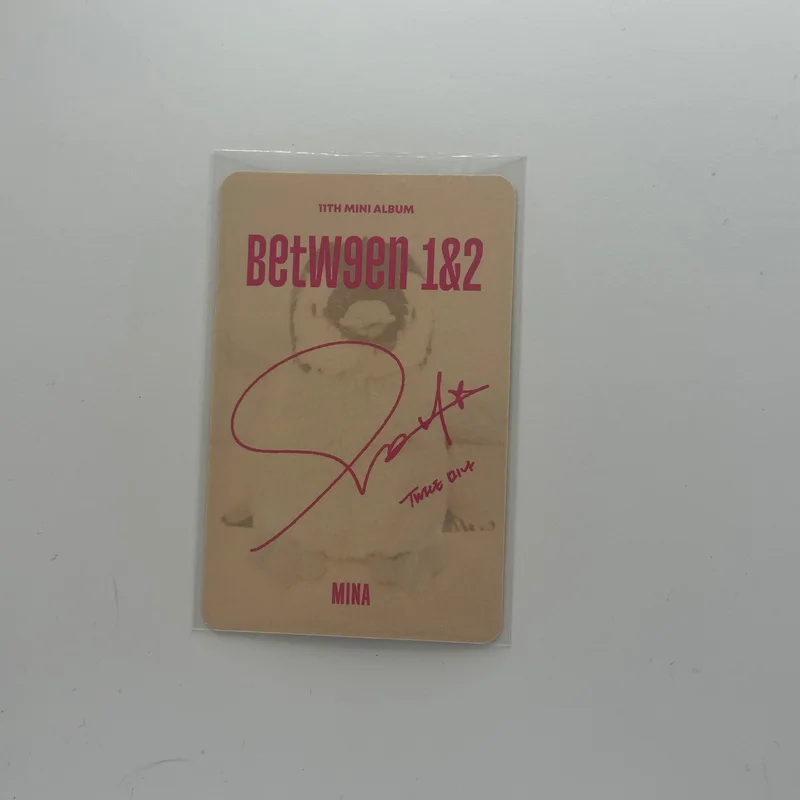 11TH MINI ALBUM
Betw9en 1&2
TWICE 미나
MINA